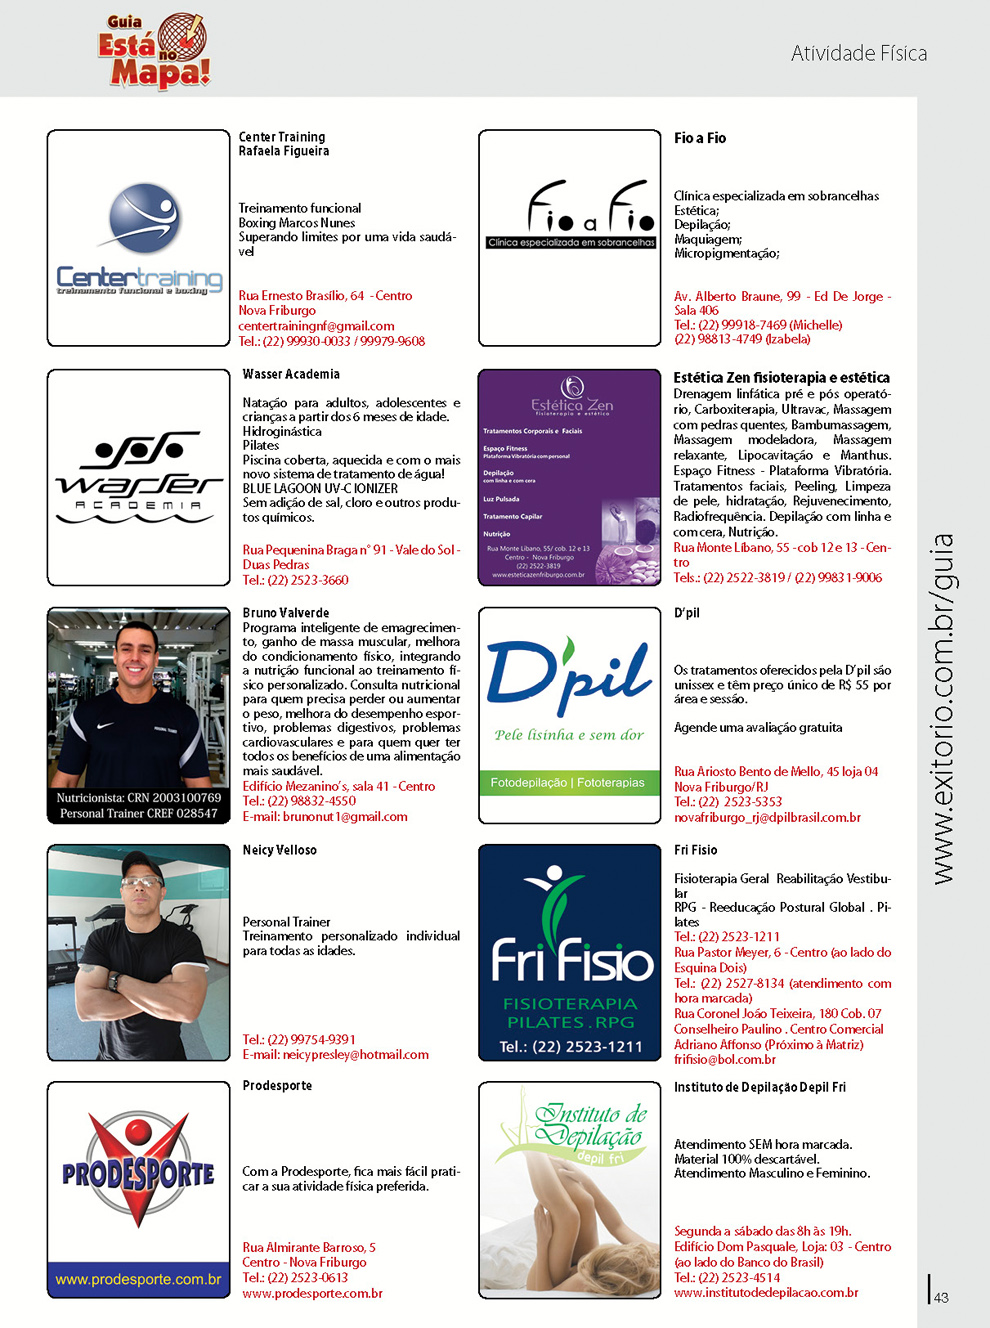 Guia
Está
no
Mapa!
Atividade Física
Centertraining
treinamento funcional e boxing
Center Training
Rafaela Figueira
Treinamento funcional
Boxing Marcos Nunes
Superando limites por uma vida saudá-
vel
Rua Ernesto Brasílio, 64 - Centro
Nova Friburgo
centertrainingnf@gmail.com
Tel.: (22) 99930-0033 / 99979-9608
Fio a Fio
Clínica especializada em sobrancelhas
Fio a Fio
Clínica especializada em sobrancelhas
Estética;
Depilação;
Maquiagem;
Micropigmentação;
Av. Alberto Braune, 99 - Ed De Jorge -
Sala 406
Tel.: (22) 99918-7469 (Michelle)
(22) 98813-4749 (Izabela)
wasser
ACADEMIA
Wasser Academia
Natação para adultos, adolescentes e
crianças a partir dos 6 meses de idade.
Hidroginástica
Pilates
Piscina coberta, aquecida e com o mais
novo sistema de tratamento de água!
BLUE LAGOON UV-C IONIZER
Sem adição de sal, cloro e outros produ-
tos químicos.
Rua Pequenina Braga n° 91 - Vale do Sol -
Duas Pedras
Tel.: (22) 2523-3660
Estética Zen
fisioterapia e estética
Tratamentos Corporais e Faciais
Espaço Fitness
Plataforma Vibratória com personal
Depilação
com linha e com cera
Luz Pulsada
Tratamento Capilar
Nutrição
Rua Monte Líbano, 55/ cob. 12 e 13
Centro - Nova Friburgo
(22) 2522-3819
www.esteticazenfriburgo.com.br
Estética Zen fisioterapia e estética
Drenagem linfática pré e pós operató-
rio, Carboxiterapia, Ultravac, Massagem
com pedras quentes, Bambumassagem,
Massagem modeladora, Massagem
relaxante, Lipocavitação e Manthus.
Espaço Fitness - Plataforma Vibratória.
Tratamentos faciais, Peeling, Limpeza
de pele, hidratação, Rejuvenecimento,
Radiofrequência. Depilação com linha e
com cera, Nutrição.
Rua Monte Líbano, 55 - cob 12 e 13 - Cen-
tro
Tels.: (22) 2522-3819 / (22) 99831-9006
Nutricionista: CRN 2003100769
Personal Trainer CREF 028547
Bruno Valverde
Programa inteligente de emagrecimen-
to, ganho de massa muscular, melhora
do condicionamento físico, integrando
a nutrição funcional ao treinamento fí-
sico personalizado. Consulta nutricional
para quem precisa perder ou aumentar
o peso, melhora do desempenho espor-
tivo, problemas digestivos, problemas
cardiovasculares e para quem quer ter
todos os benefícios de uma alimentação
mais saudável.
Edifício Mezanino's, sala 41 - Centro
Tel.: (22) 98832-4550
E-mail: brunonut1@gmail.com
D'pil
Pele lisinha e sem dor
Fotodepilação | Fototerapias
D'pil
Os tratamentos oferecidos pela D'pil são
unissex e têm preço único de R$ 55 por
área e sessão.
Agende uma avaliação gratuita
Rua Ariosto Bento de Mello, 45 loja 04
Nova Friburgo/RJ
Tel.: (22) 2523-5353
novafriburgo_rj@dpilbrasil.com.br
Neicy Velloso
Personal Trainer
Treinamento personalizado individual
para todas as idades.
Tel.: (22) 99754-9391
E-mail: neicypresley@hotmail.com
Fri Fisio
FISIOTERAPIA
PILATES . RPG
Tel.: (22) 2523-1211
Fri Fisio
Fisioterapia Geral Reabilitação Vestibu-
lar
RPG - Reeducação Postural Global . Pi-
lates
Tel.: (22) 2523-1211
Rua Pastor Meyer, 6 - Centro (ao lado do
Esquina Dois)
Tel.: (22) 2527-8134 (atendimento com
hora marcada)
Rua Coronel João Teixeira, 180 Cob. 07
Conselheiro Paulino . Centro Comercial
Adriano Affonso (Próximo à Matriz)
frifisio@bol.com.br
PRODESPORTE
www.prodesporte.com.br
Prodesporte
Com a Prodesporte, fica mais fácil prati-
car a sua atividade física preferida.
Rua Almirante Barroso, 5
Centro - Nova Friburgo
Tel.: (22) 2523-0613
www.prodesporte.com.br
Instituto de
Depilação
depil fri
Instituto de Depilação Depil Fri
Atendimento SEM hora marcada.
Material 100% descartável.
Atendimento Masculino e Feminino.
Segunda a sábado das 8h às 19h.
Edifício Dom Pasquale, Loja: 03 - Centro
(ao lado do Banco do Brasil)
Tel.: (22) 2523-4514
www.institutodedepilacao.com.br
www.exitorio.com.br/guia
43